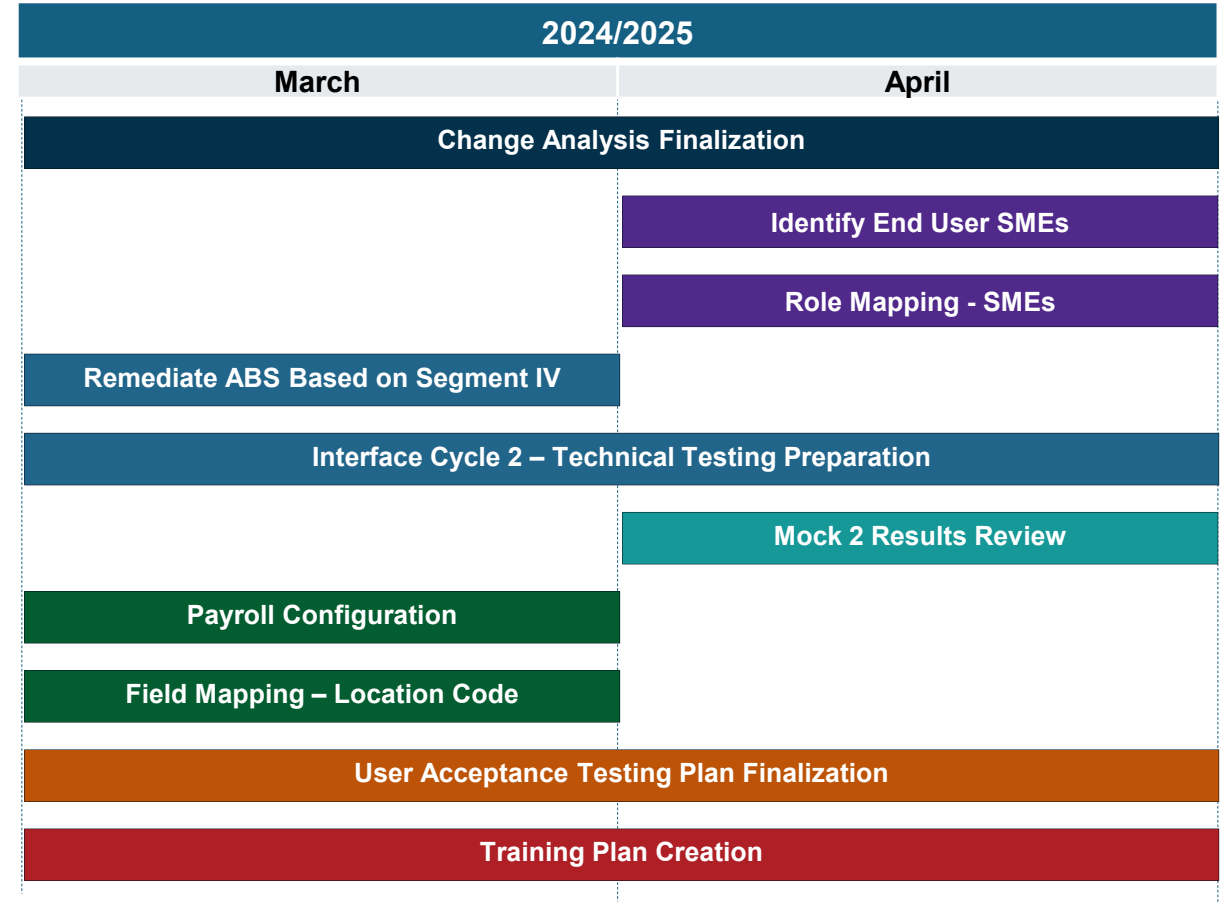 2024/2025
March
April
Change Analysis Finalization
Identify End User SMEs
Role Mapping - SMEs
Remediate ABS Based on Segment IV
Interface Cycle 2 – Technical Testing Preparation
Mock 2 Results Review
Payroll Configuration
Field Mapping – Location Code
User Acceptance Testing Plan Finalization
Training Plan Creation